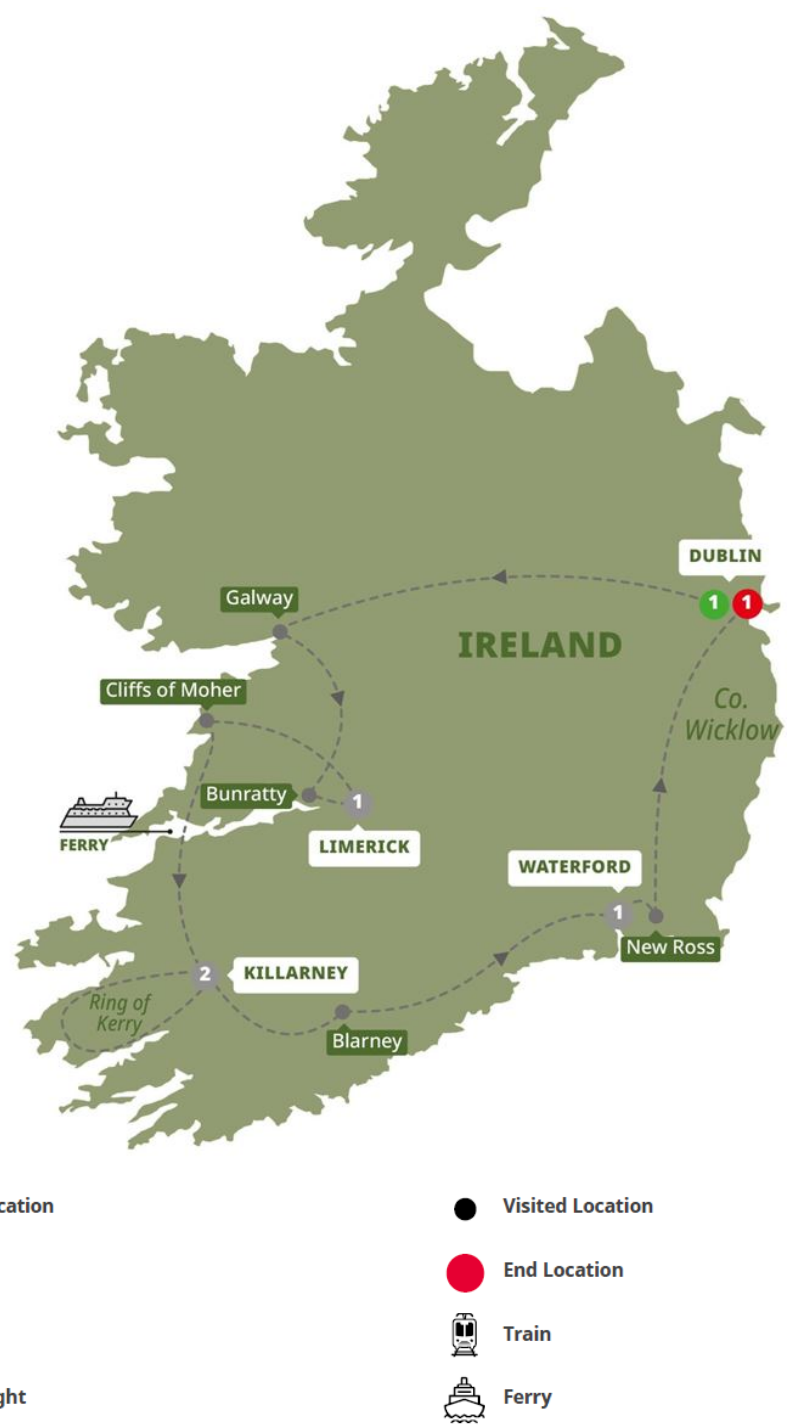 DUBLIN
1 1
Galway
IRELAND
Cliffs of Moher
Co.
Wicklow
Bunratty
1
FERRY
LIMERICK
WATERFORD
1
New Ross
2
KILLARNEY
Ring of
Kerry
Blarney
cation
Visited Location
End Location
Train
ght
Ferry